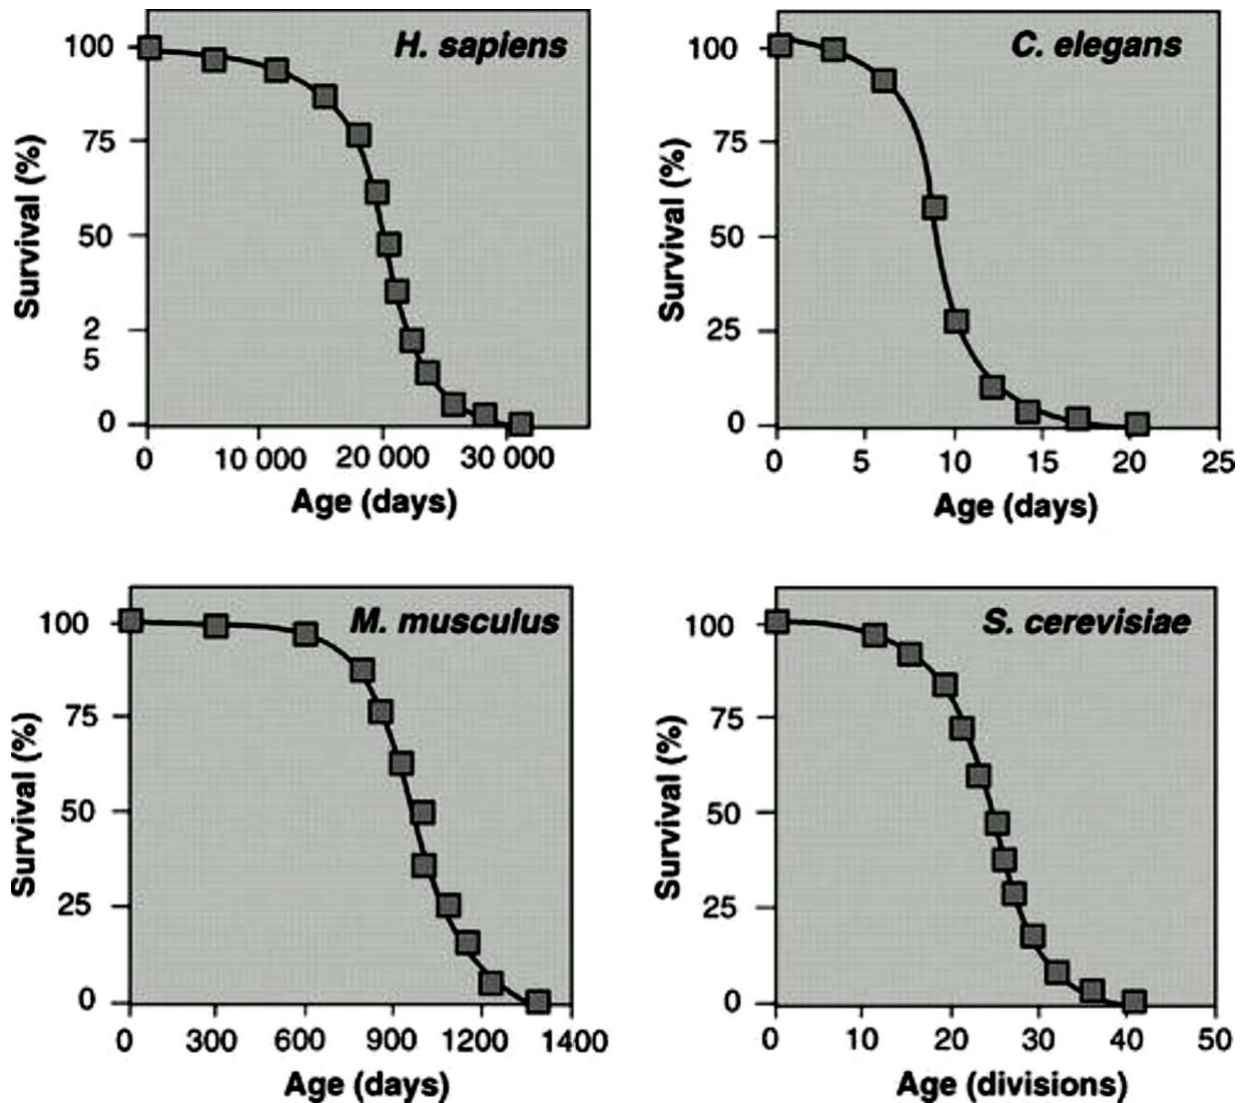 H. sapiens
Survival (%)
100
75
50
2
5
0
0 10 000 20 000 30 000
Age (days)
C. elegans
Survival (%)
100
75
50
25
0
0 5 10 15 20 25
Age (days)
M. musculus
Survival (%)
100
75
50
25
0
0 300 600 900 1200 1400
Age (days)
S. cerevisiae
Survival (%)
100
75
50
25
0
0 10 20 30 40 50
Age (divisions)